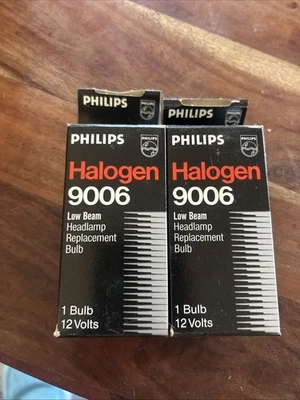 PHILIPS
PHILIPS
PHILIPS
Halogen
9006
Low Beam
Headlamp
Replacement
Bulb
1 Bulb
12 Volts
PHILIPS
Halogen
9006
Low Beam
Headlamp
Replacement
Bulb
1 Bulb
12 Volts